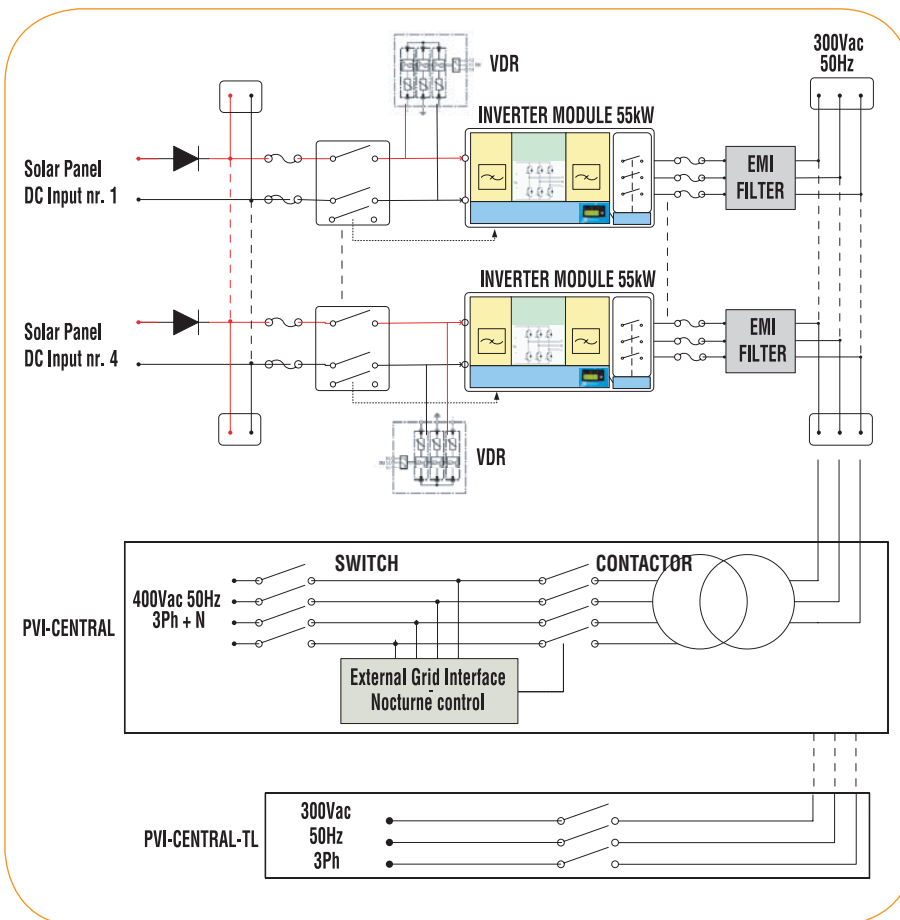 VDR
300Vac
50Hz
INVERTER MODULE 55kW
Solar Panel
DC Input nr. 1
EMI
FILTER
INVERTER MODULE 55kW
Solar Panel
DC Input nr. 4
EMI
FILTER
VDR
SWITCH
CONTACTOR
400Vac 50Hz
3Ph + N
PVI-CENTRAL
External Grid Interface
-
Nocturne control
300Vac
50Hz
3Ph
PVI-CENTRAL-TL